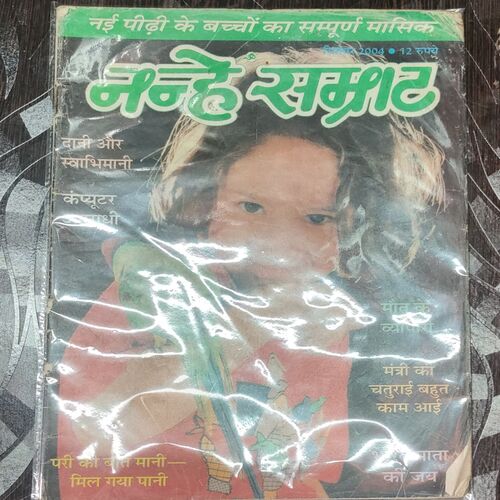 नई पीढ़ी के बच्चों का सम्पूर्ण मासिक
2004 • 12 रुपये
नन्हे सम्राट
दानी और
स्वाभिमानी
कंप्यूटर
मौत के
मंत्री की
चतुराई बहुत
काम आई
परी की बात मानी—
मिल गया पानी
माता
की जय